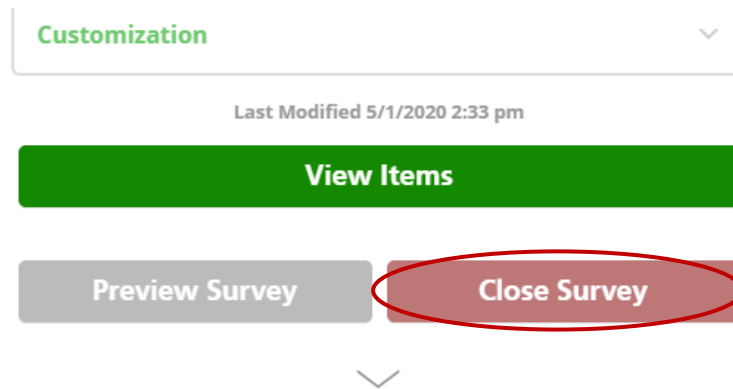 Customization
Last Modified 5/1/2020 2:33 pm
View Items
Preview Survey
Close Survey